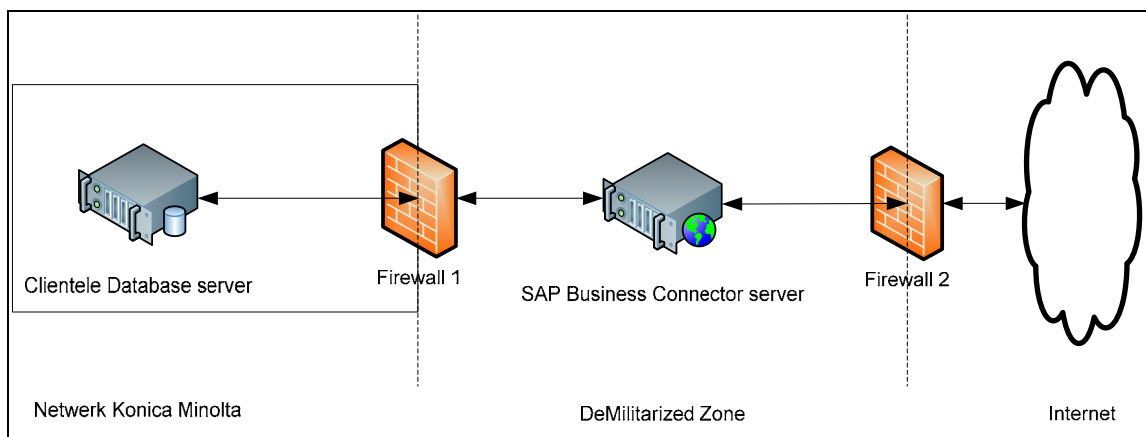 Clientele Database server
Firewall 1
SAP Business Connector server
Firewall 2
Netwerk Konica Minolta
DeMilitarized Zone
Internet